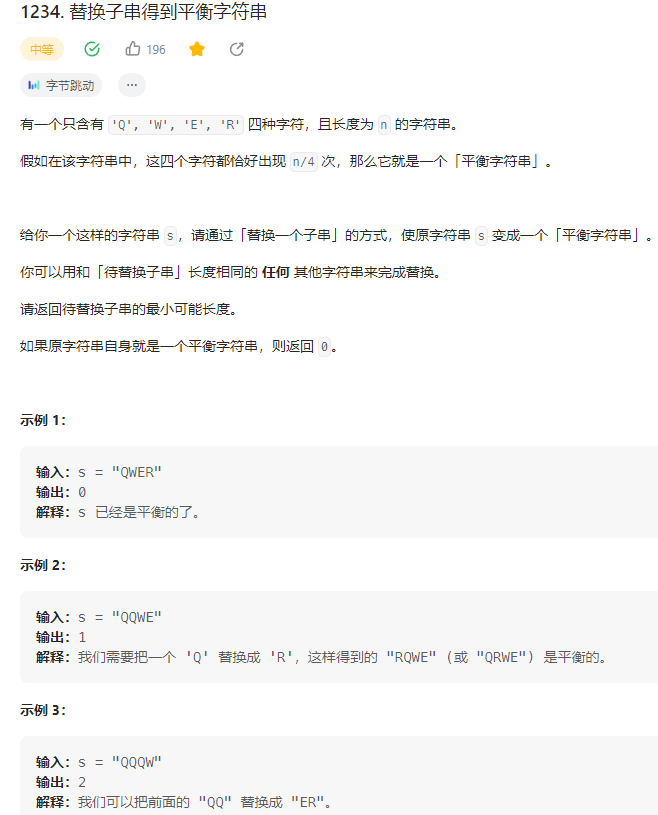 1234. 替换子串得到平衡字符串
中等 196
字节跳动 ...
有一个只含有 'Q', 'W', 'E', 'R' 四种字符，且长度为 n 的字符串。
假如在该字符串中，这四个字符都恰好出现 n/4 次，那么它就是一个「平衡字符串」。
给你一个这样的字符串 s，请通过「替换一个子串」的方式，使原字符串 s 变成一个「平衡字符串」。
你可以用和「待替换子串」长度相同的 任何 其他字符串来完成替换。
请返回待替换子串的最小可能长度。
如果原字符串自身就是一个平衡字符串，则返回 0。
示例 1：
输入：s = "QWER"
输出：0
解释：s 已经是平衡的了。
示例 2：
输入：s = "QQWE"
输出：1
解释：我们需要把一个 'Q' 替换成 'R'，这样得到的 "RQWE" (或 "QRWE") 是平衡的。
示例 3：
输入：s = "QQQW"
输出：2
解释：我们可以把前面的 "QQ" 替换成 "ER"。